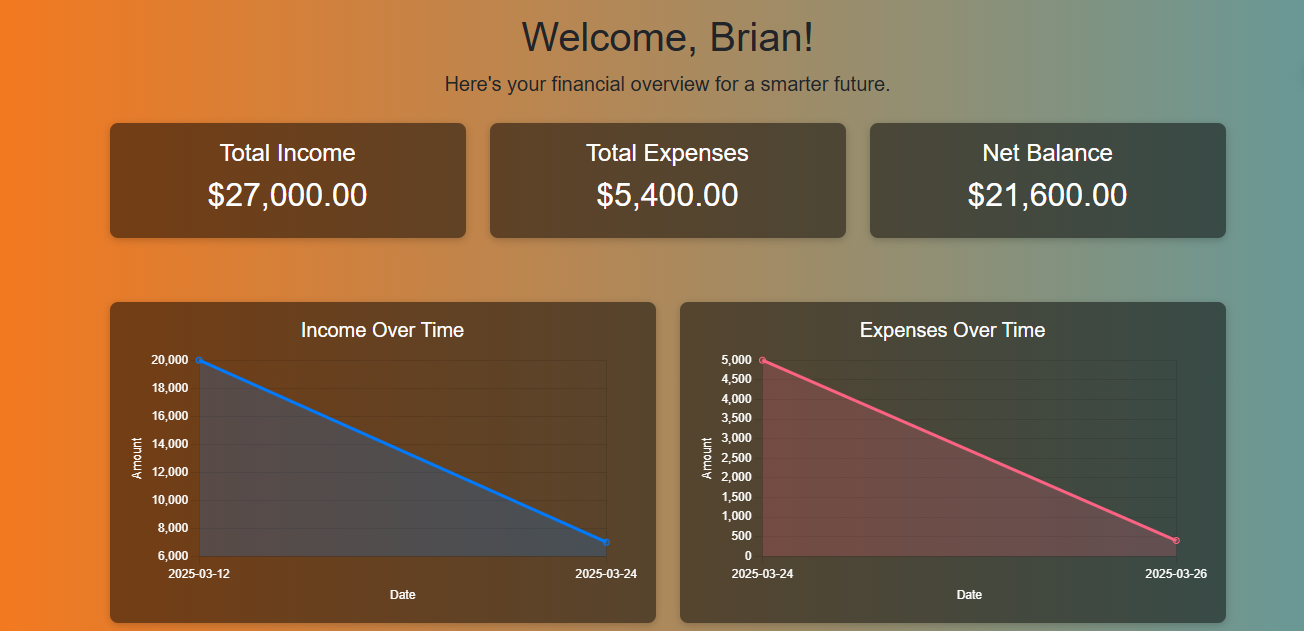 Welcome, Brian!
Here's your financial overview for a smarter future.
Total Income
$27,000.00
Total Expenses
$5,400.00
Net Balance
$21,600.00
Income Over Time
20,000
18,000
16,000
14,000
12,000
10,000
8,000
6,000
Amount
2025-03-12
2025-03-24
Date
Expenses Over Time
5,000
4,500
4,000
3,500
3,000
2,500
2,000
1,500
1,000
500
0
Amount
2025-03-24
2025-03-26
Date